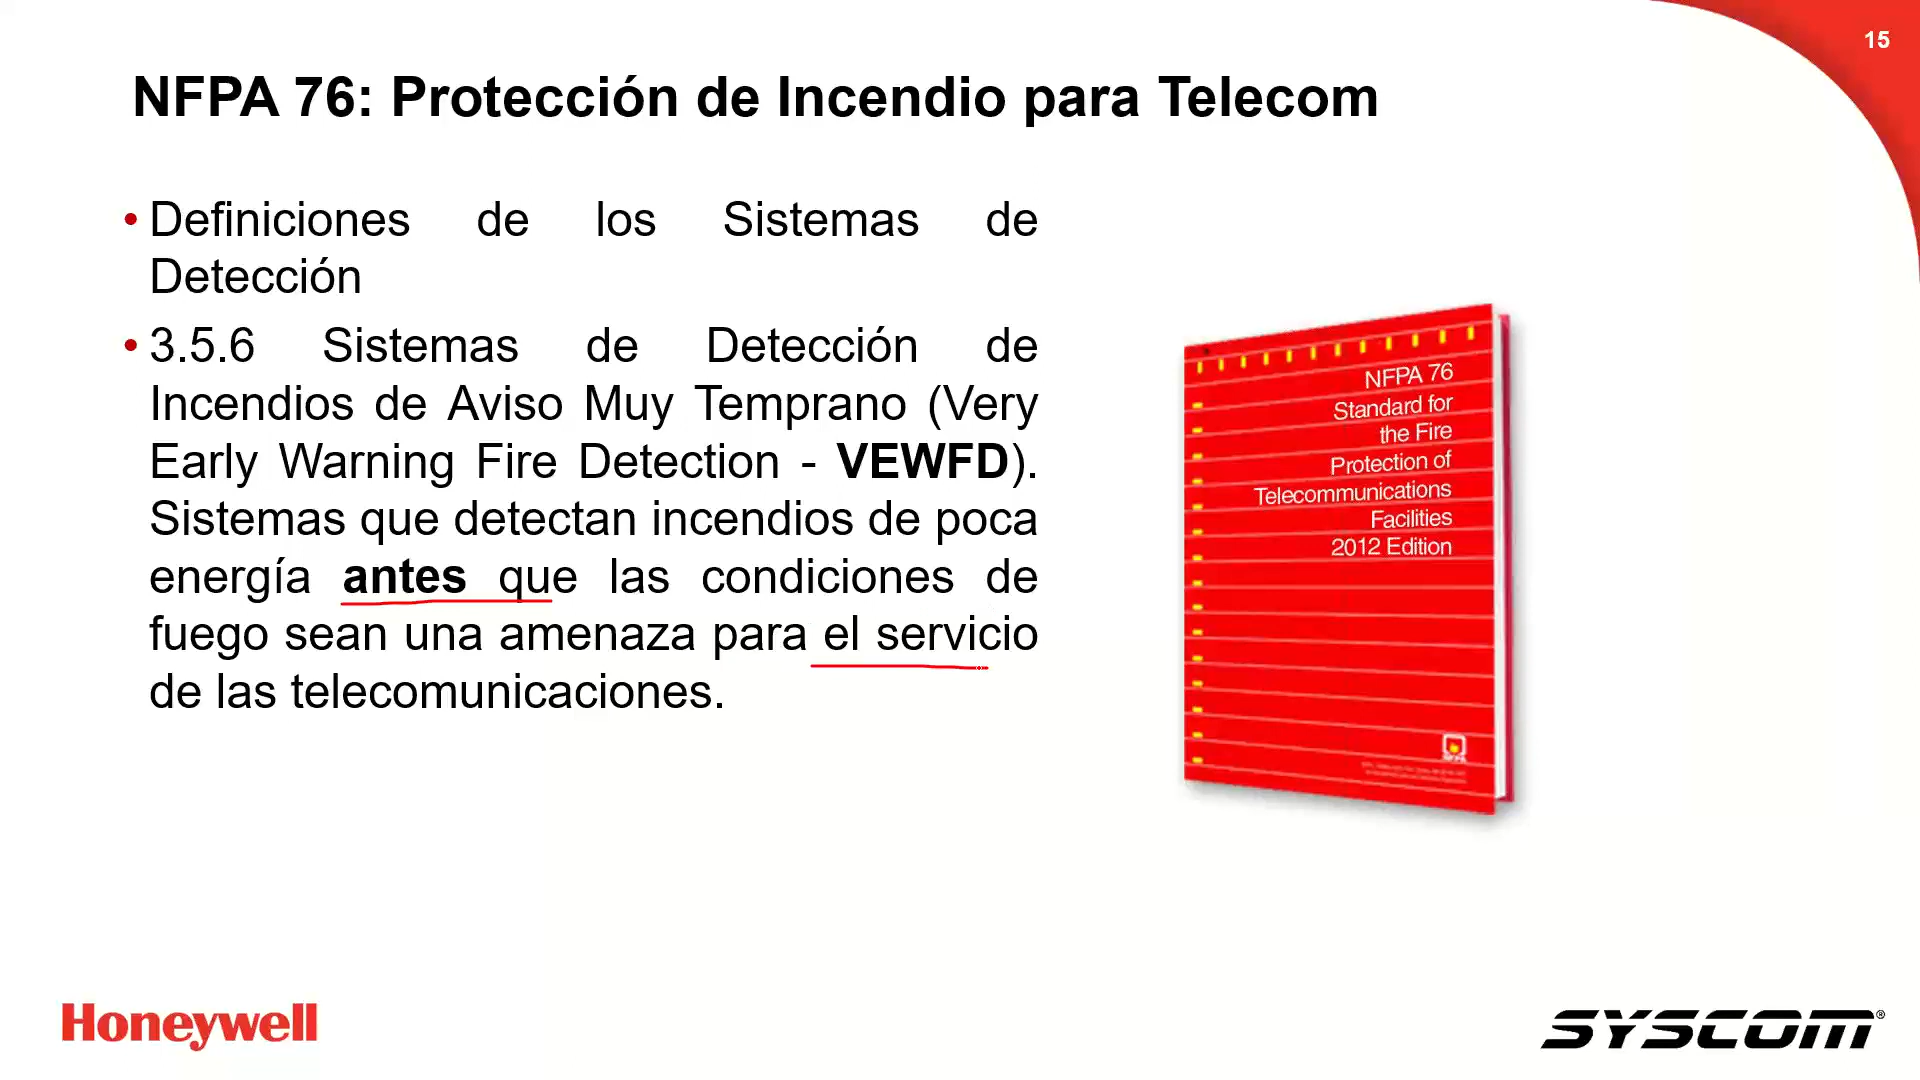 15
NFPA 76: Protección de Incendio para Telecom
• Definiciones de los Sistemas de
Detección
• 3.5.6 Sistemas de Detección de
Incendios de Aviso Muy Temprano (Very
Early Warning Fire Detection - VEWFD).
Sistemas que detectan incendios de poca
energía antes que las condiciones de
fuego sean una amenaza para el servicio
de las telecomunicaciones.
NFPA 76
Standard for
the Fire
Protection of
Telecommunications
Facilities
2012 Edition
NFPA
Honeywell
SYSCOM®